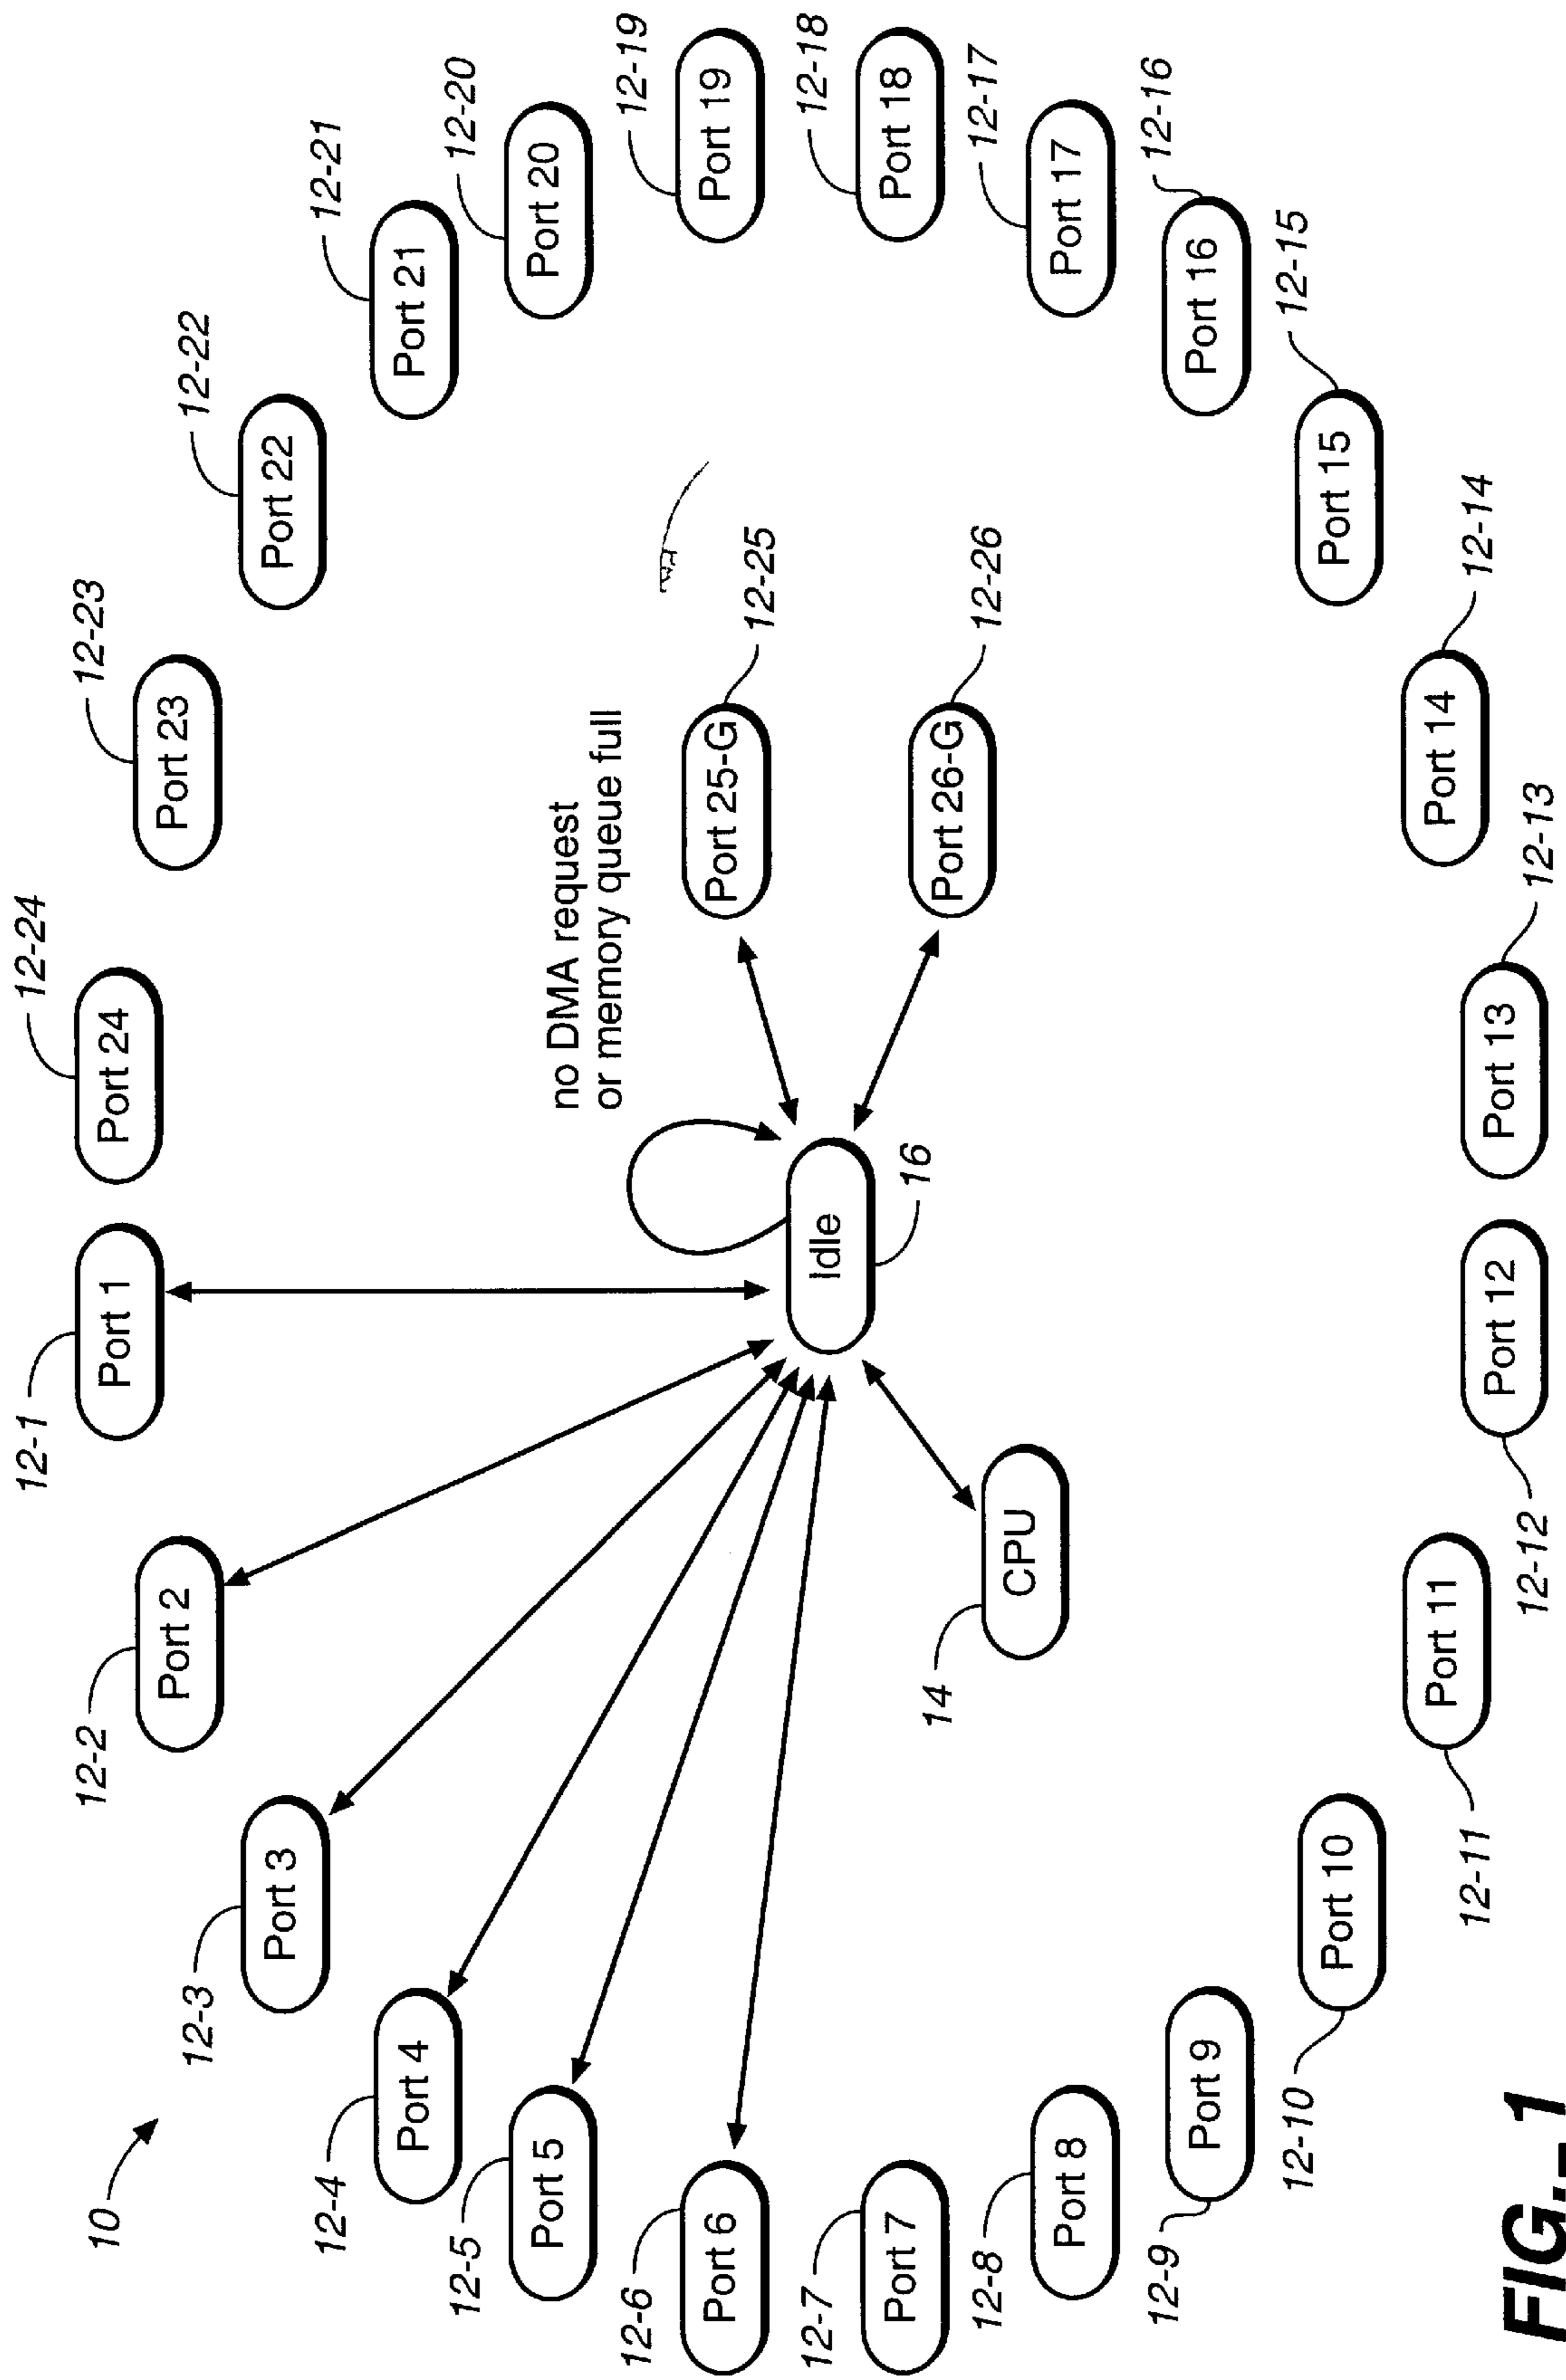 10
12-1
Port 1
12-24
Port 24
12-2
Port 2
12-23
Port 23
12-3
Port 3
12-22
Port 22
12-4
Port 4
12-21
Port 21
12-5
Port 5
12-20
Port 20
12-6
Port 6
12-19
Port 19
12-7
Port 7
12-18
Port 18
12-8
Port 8
12-17
Port 17
12-9
Port 9
12-16
Port 16
12-10
Port 10
12-15
Port 15
12-11
Port 11
12-14
Port 14
12-12
Port 12
12-13
Port 13
no DMA request
or memory queue full
Port 25-G
12-25
Port 26-G
12-26
Idle
16
CPU
14
FIG._1